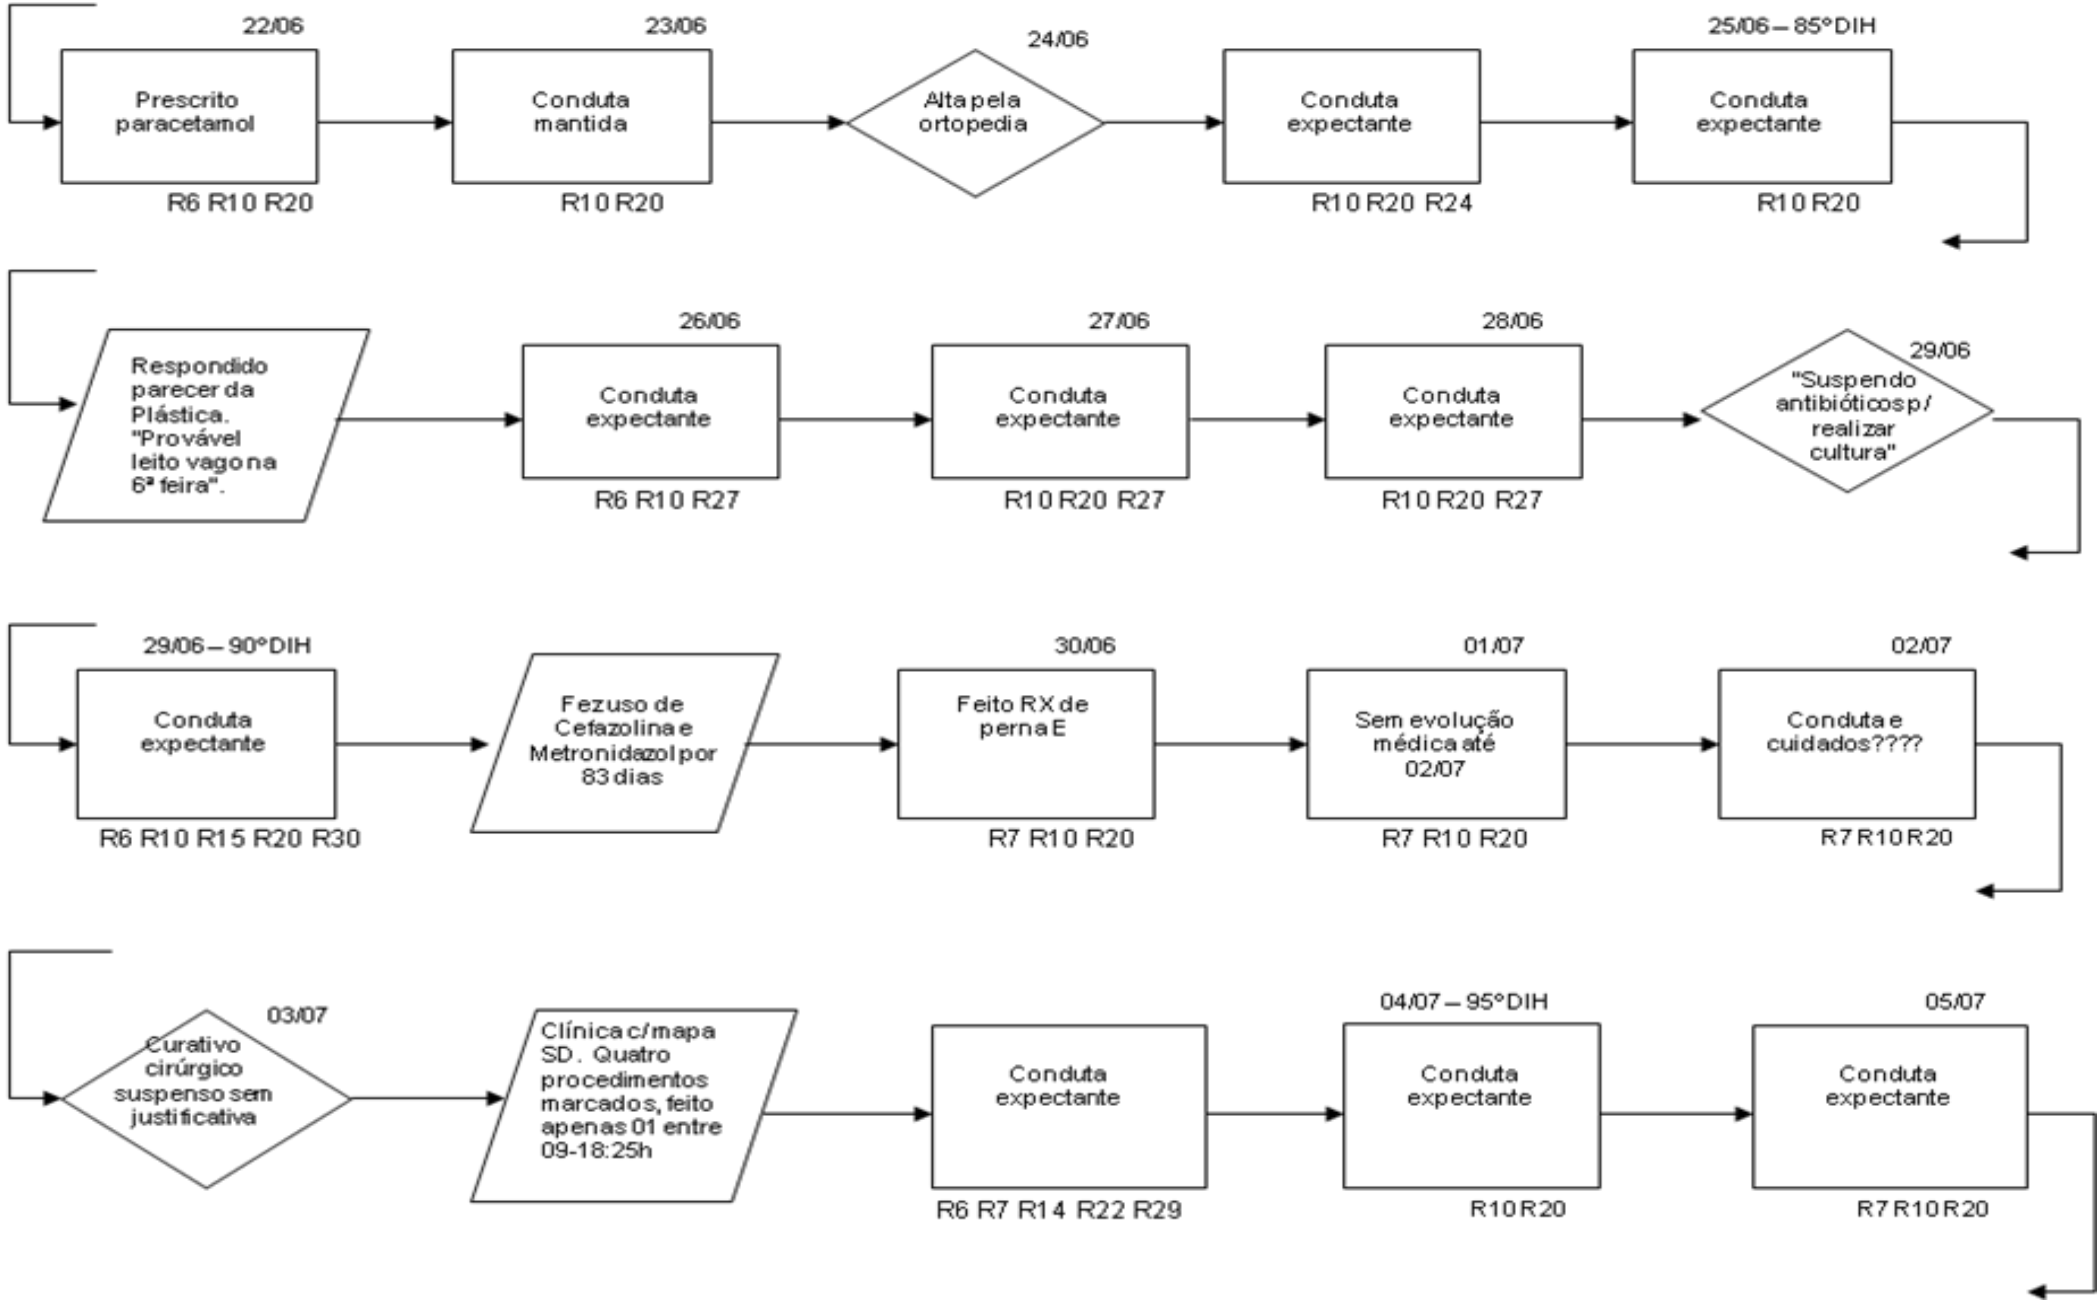 22/06
Prescrito
paracetamol
R6 R10 R20
23/06
Conduta
mantida
R10 R20
24/06
Alta pela
ortopedia
Conduta
expectante
R10 R20 R24
25/06 – 85°DIH
Conduta
expectante
R10 R20
Respondido
parecer da
Plástica.
"Provável
leito vago na
6ª feira".
26/06
Conduta
expectante
R6 R10 R27
27/06
Conduta
expectante
R10 R20 R27
28/06
Conduta
expectante
R10 R20 R27
29/06
"Suspendo
antibióticos p/
realizar
cultura"
29/06 – 90°DIH
Conduta
expectante
R6 R10 R15 R20 R30
Fez uso de
Cefazolina e
Metronidazol por
83 dias
30/06
Feito RX de
perna E
R7 R10 R20
01/07
Sem evolução
médica até
02/07
R7 R10 R20
02/07
Conduta e
cuidados????
R7 R10 R20
03/07
Curativo
cirúrgico
suspenso sem
justificativa
Clínica c/ mapa
SD. Quatro
procedimentos
marcados, feito
apenas 01 entre
09-18:25h
Conduta
expectante
R6 R7 R14 R22 R29
04/07 – 95°DIH
Conduta
expectante
R10 R20
05/07
Conduta
expectante
R7 R10 R20